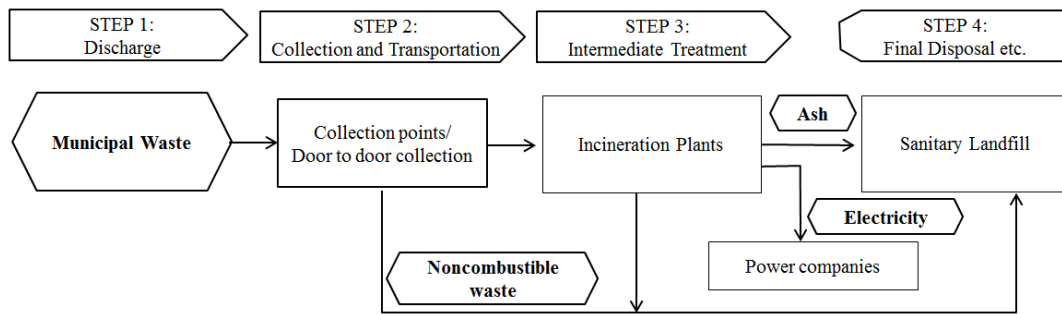 STEP 1:
Discharge
STEP 2:
Collection and Transportation
STEP 3:
Intermediate Treatment
STEP 4:
Final Disposal etc.
Municipal Waste
Collection points/
Door to door collection
Incineration Plants
Ash
Sanitary Landfill
Electricity
Power companies
Noncombustible
waste